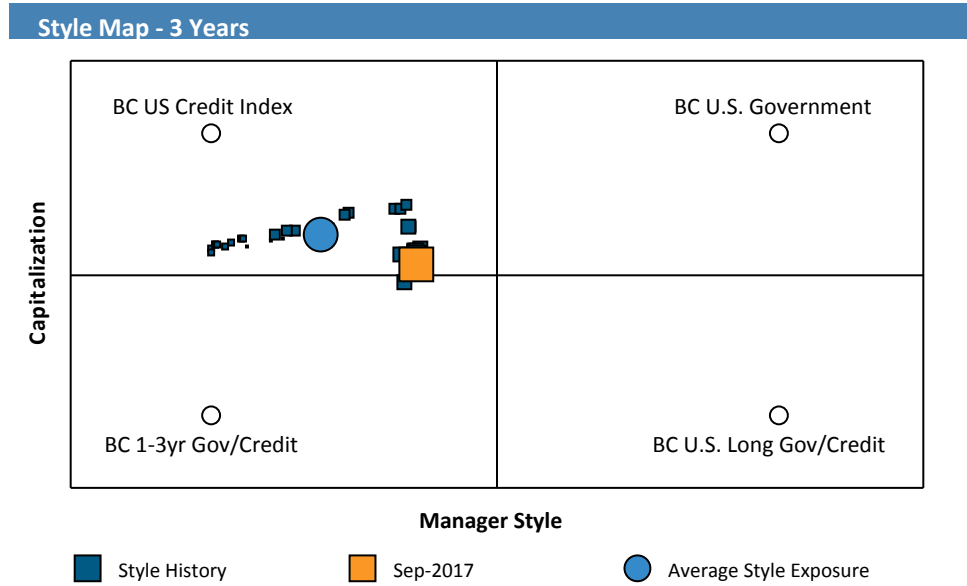 Style Map - 3 Years
BC US Credit Index
BC U.S. Government
Capitalization
BC 1-3yr Gov/Credit
BC U.S. Long Gov/Credit
Manager Style
Style History
Sep-2017
Average Style Exposure